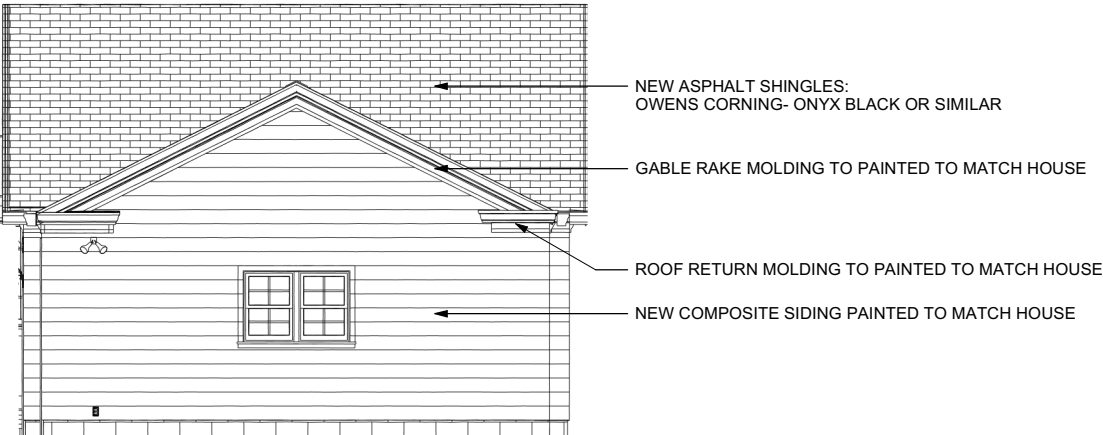 NEW ASPHALT SHINGLES:
OWENS CORNING- ONYX BLACK OR SIMILAR
GABLE RAKE MOLDING TO PAINTED TO MATCH HOUSE
ROOF RETURN MOLDING TO PAINTED TO MATCH HOUSE
NEW COMPOSITE SIDING PAINTED TO MATCH HOUSE